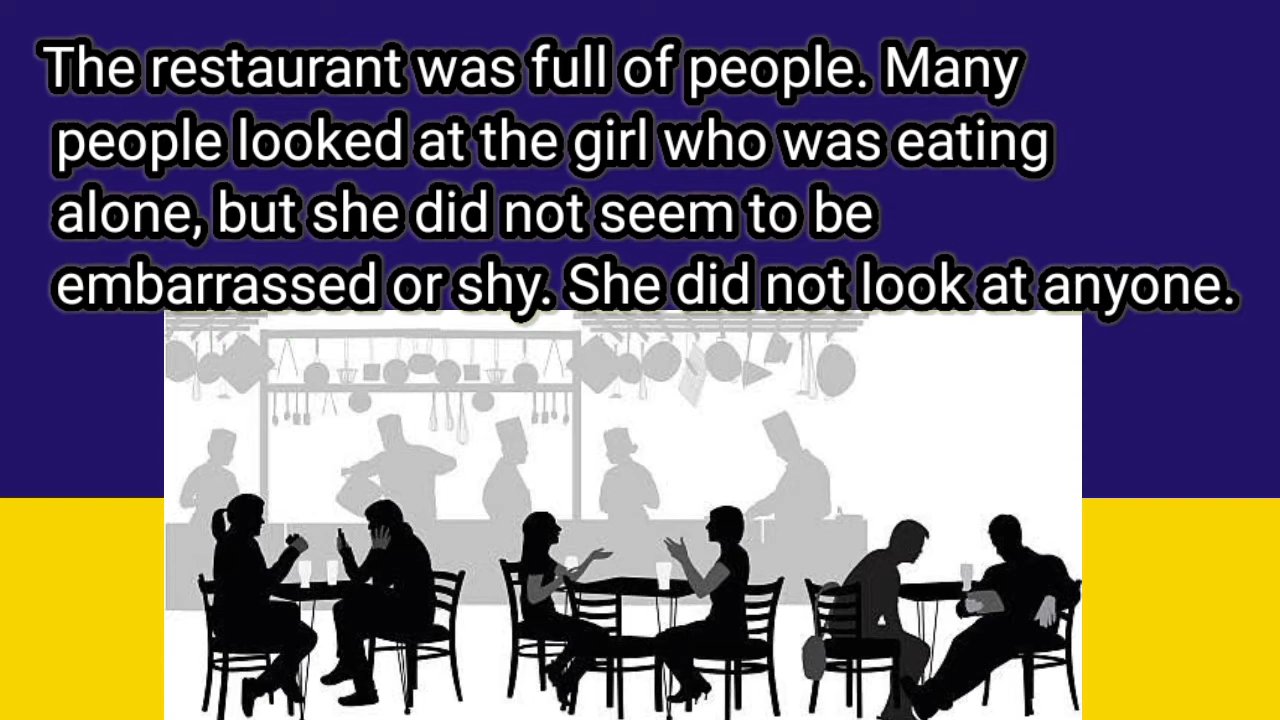 The restaurant was full of people. Many
people looked at the girl who was eating
alone, but she did not seem to be
embarrassed or shy. She did not look at anyone.